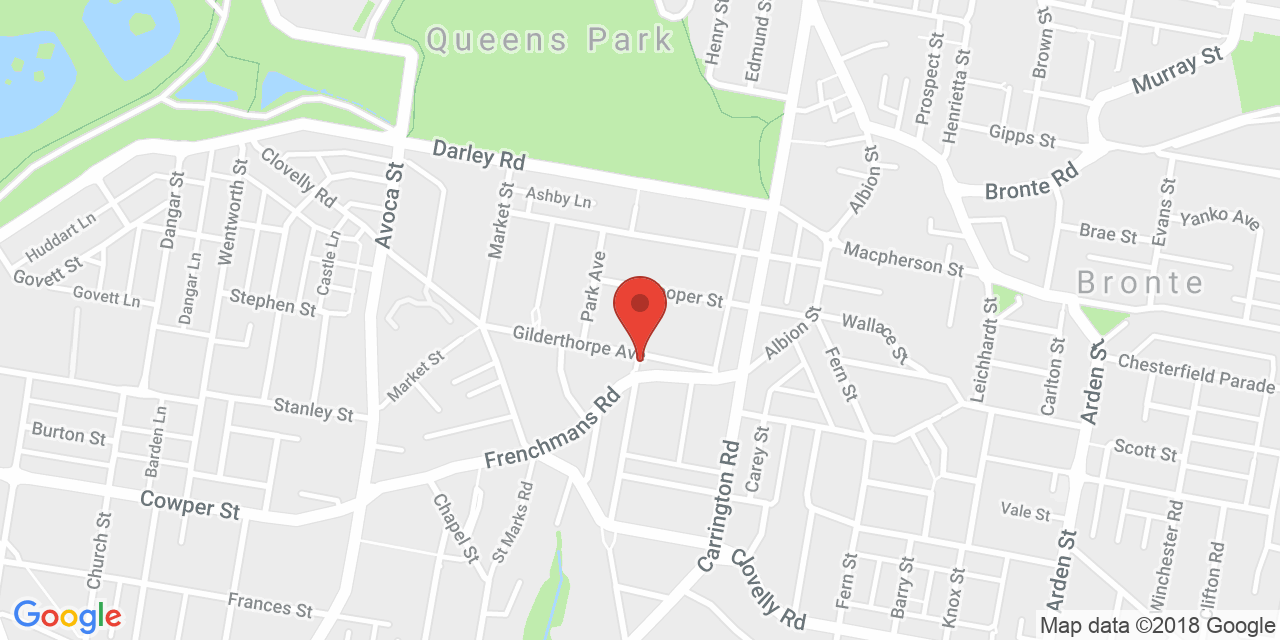 Queens Park
Henry St
Edmund St
Brown St
Murray St
Prospect St
Henrietta St
Gipps St
Darley Rd
Clovelly Rd
Ashby Ln
Albion St
Bronte Rd
Evans St
Yanko Ave
Dangar St
Wentworth St
Avoca St
Market St
Huddart Ln
Govett St
Castle Ln
Macpherson St
Brae St
Bronte
Govett Ln
Dangar Ln
Stephen St
Park Ave
Gilderthorpe Ave
Albion St
Wallace St
Fern St
Leichhardt St
Carlton St
Arden St
Chesterfield Parade
Market St
Stanley St
Burton St
Barden Ln
Frenchmans Rd
Carrington Rd
Carey St
Scott St
Cowper St
Chapel St
St Marks Rd
Vale St
Winchester Rd
Church St
Clovelly Rd
Fern St
Barry St
Knox St
Arden St
Clifton Rd
Frances St
Google
Map data ©2018 Google